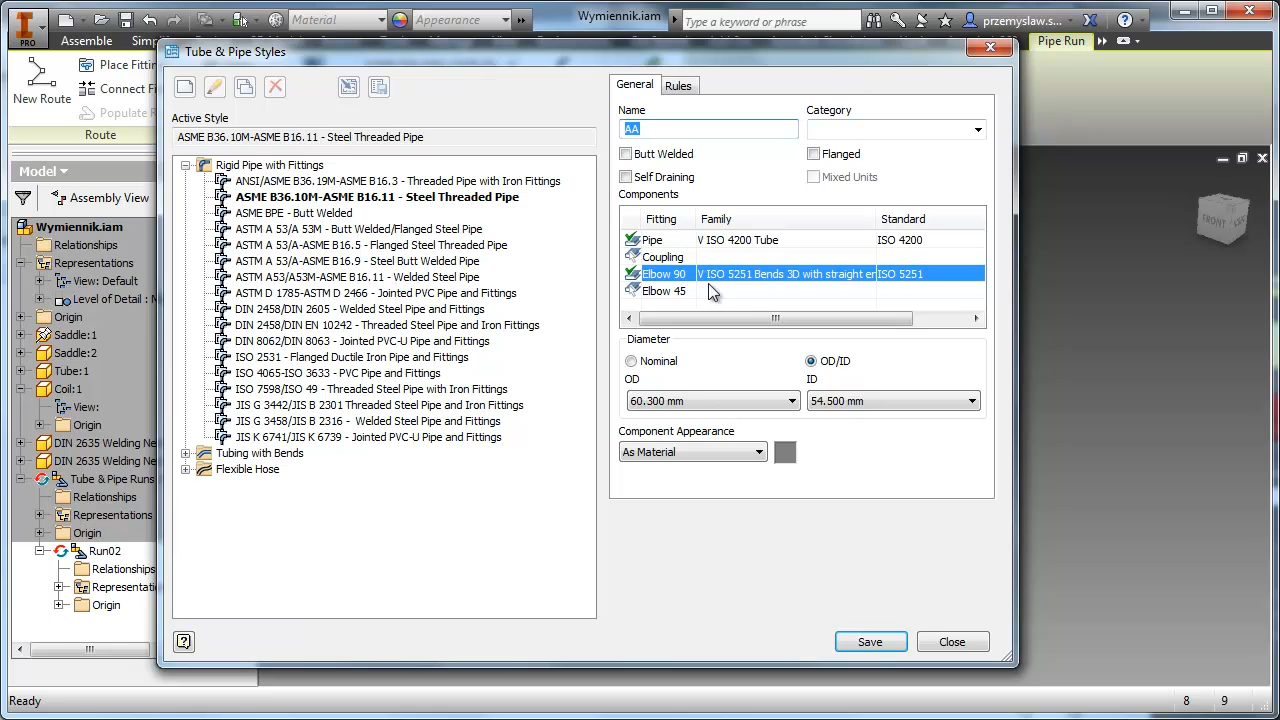 Material
Appearance
Wymiennik.iam
Type a keyword or phrase
przemyslaw.s...
PRO
Assemble
Tube & Pipe Styles
Pipe Run
New Route
Place Fittin
Connect F
Populate R
Route
Model
Assembly View
Wymiennik.iam
Relationships
Representations
View: Default
Level of Detail : M
Origin
Saddle:1
Saddle:2
Tube:1
Coil:1
View:
Origin
DIN 2635 Welding Ne
DIN 2635 Welding Ne
Tube & Pipe Runs
Relationships
Representations
Origin
Run02
Relationships
Representati
Origin
Active Style
ASME B36.10M-ASME B16.11 - Steel Threaded Pipe
Rigid Pipe with Fittings
ANSI/ASME B36.19M-ASME B16.3 - Threaded Pipe with Iron Fittings
ASME B36.10M-ASME B16.11 - Steel Threaded Pipe
ASME BPE - Butt Welded
ASTM A 53/A 53M - Butt Welded/Flanged Steel Pipe
ASTM A 53/A-ASME B16.5 - Flanged Steel Threaded Pipe
ASTM A 53/A-ASME B16.9 - Steel Butt Welded Pipe
ASTM A53/A53M-ASME B16.11 - Welded Steel Pipe
ASTM D 1785-ASTM D 2466 - Jointed PVC Pipe and Fittings
DIN 2458/DIN 2605 - Welded Steel Pipe and Fittings
DIN 2458/DIN EN 10242 - Threaded Steel Pipe and Fittings
DIN 8062/DIN 8063 - Jointed PVC-U Pipe and Fittings
ISO 2531 - Flanged Ductile Iron Pipe and Fittings
ISO 4065-ISO 3633 - PVC Pipe and Fittings
ISO 7598/ISO 49 - Threaded Steel Pipe with Iron Fittings
JIS G 3442/JIS B 2301 Threaded Steel Pipe and Fittings
JIS G 3458/JIS B 2316 - Welded Steel Pipe and Fittings
JIS K 6741/JIS K 6739 - Jointed PVC-U Pipe and Fittings
Tubing with Bends
Flexible Hose
General
Rules
Name
Category
AA
Butt Welded
Flanged
Self Draining
Mixed Units
Components
Fitting
Family
Standard
Pipe
V ISO 4200 Tube
ISO 4200
Coupling
Elbow 90
V ISO 5251 Bends 3D with straight er
ISO 5251
Elbow 45
Diameter
Nominal
OD/ID
OD
ID
60.300 mm
54.500 mm
Component Appearance
As Material
Save
Close
FRONT
Ready
8
9